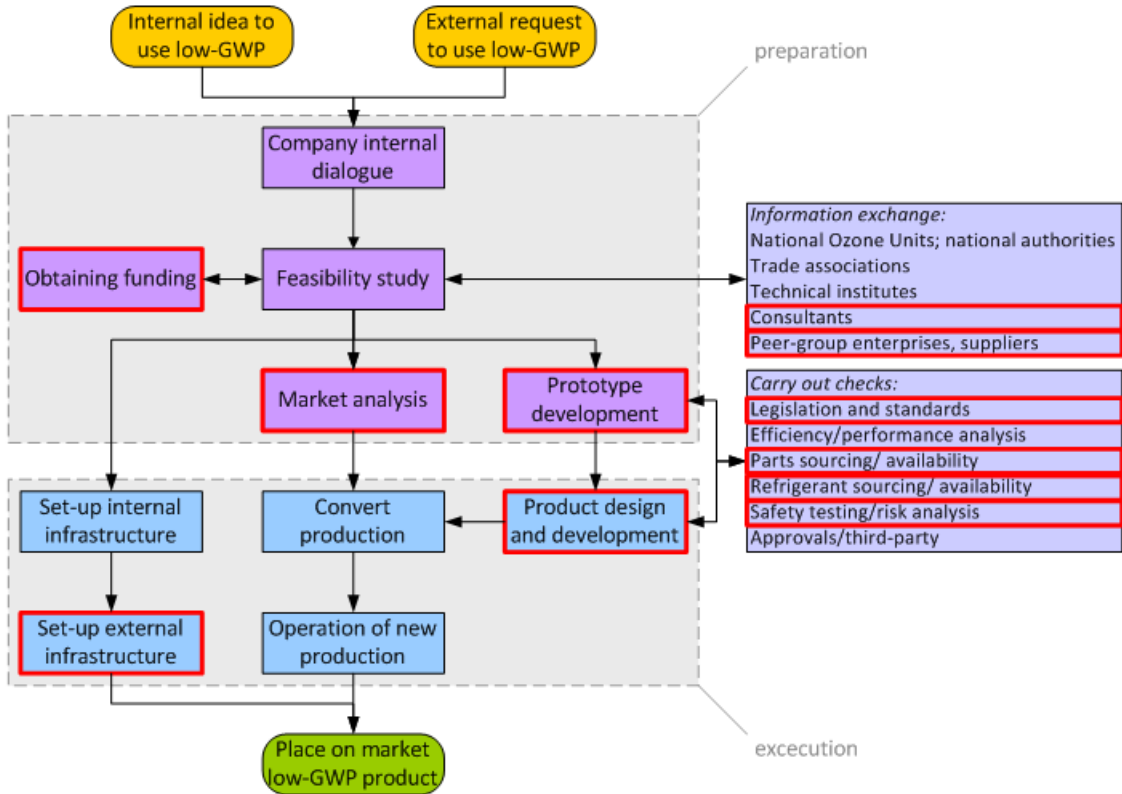 Internal idea to
use low-GWP
External request
to use low-GWP
preparation
Company internal
dialogue
Obtaining funding
Feasibility study
Information exchange:
National Ozone Units; national authorities
Trade associations
Technical institutes
Consultants
Peer-group enterprises, suppliers
Market analysis
Prototype
development
Carry out checks:
Legislation and standards
Efficiency/performance analysis
Parts sourcing/ availability
Refrigerant sourcing/ availability
Safety testing/risk analysis
Approvals/third-party
Set-up internal
infrastructure
Convert
production
Product design
and development
Set-up external
infrastructure
Operation of new
production
Place on market
low-GWP product
excecution